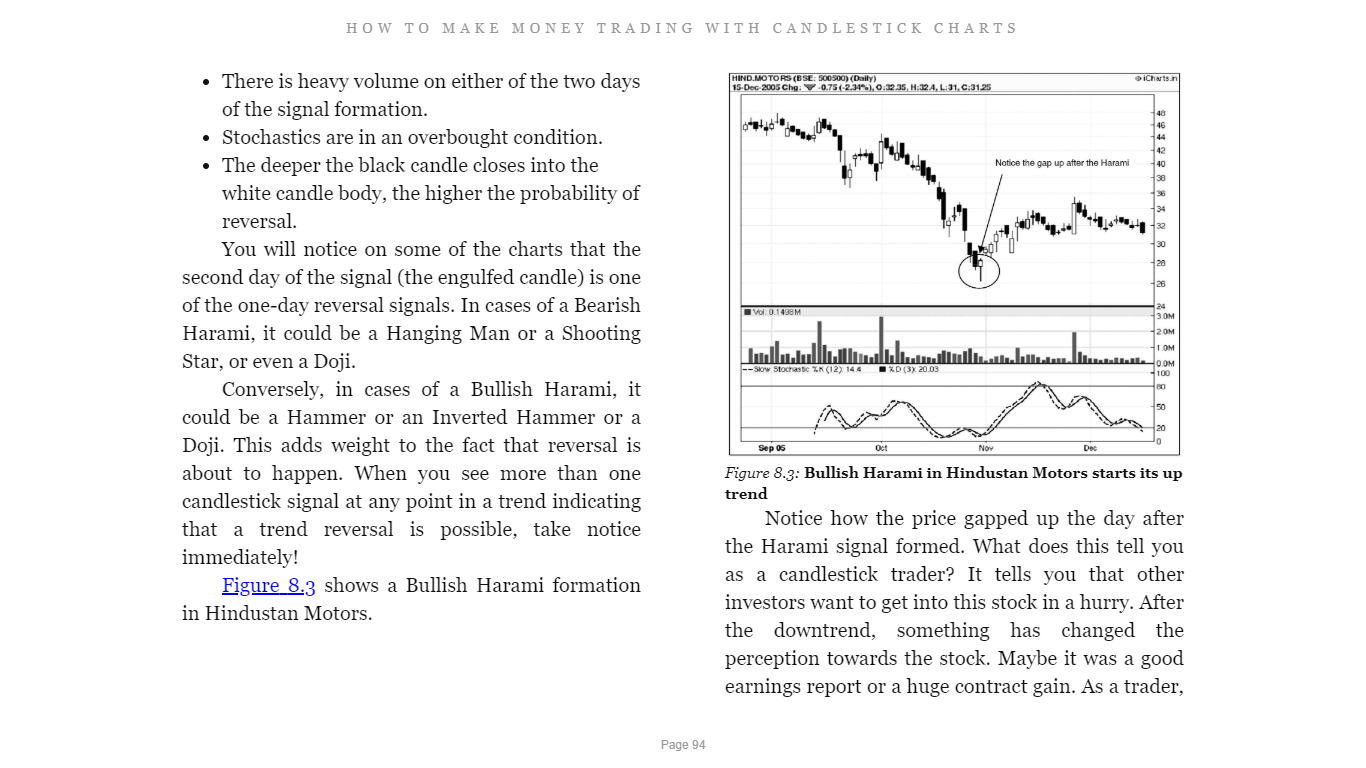 HOW TO MAKE MONEY TRADING WITH CANDLESTICK CHARTS
• There is heavy volume on either of the two days
of the signal formation.
• Stochastics are in an overbought condition.
• The deeper the black candle closes into the
white candle body, the higher the probability of
reversal.
You will notice on some of the charts that the
second day of the signal (the engulfed candle) is one
of the one-day reversal signals. In cases of a Bearish
Harami, it could be a Hanging Man or a Shooting
Star, or even a Doji.
Conversely, in cases of a Bullish Harami, it
could be a Hammer or an Inverted Hammer or a
Doji. This adds weight to the fact that reversal is
about to happen. When you see more than one
candlestick signal at any point in a trend indicating
that a trend reversal is possible, take notice
immediately!
Figure 8.3 shows a Bullish Harami formation
in Hindustan Motors.
HIND.MOTORS (BSE: 500500) (Daily) © iCharts.in
15-Dec-2005 Chg: -0.75 (-2.34%), O:32.35, H:32.4, L:31, C:31.25
48
46
44
42
Notice the gap up after the Harami
40
38
36
34
32
30
28
26
24
Vol: 0.1498M
3.0M
2.0M
1.0M
0.0M
--Slow Stochastic %K (12): 14.4 %D (3): 20.03
100
80
50
20
0
Sep 05 Oct Nov Dec
Figure 8.3: Bullish Harami in Hindustan Motors starts its up
trend
Notice how the price gapped up the day after
the Harami signal formed. What does this tell you
as a candlestick trader? It tells you that other
investors want to get into this stock in a hurry. After
the downtrend, something has changed the
perception towards the stock. Maybe it was a good
earnings report or a huge contract gain. As a trader,
Page 94